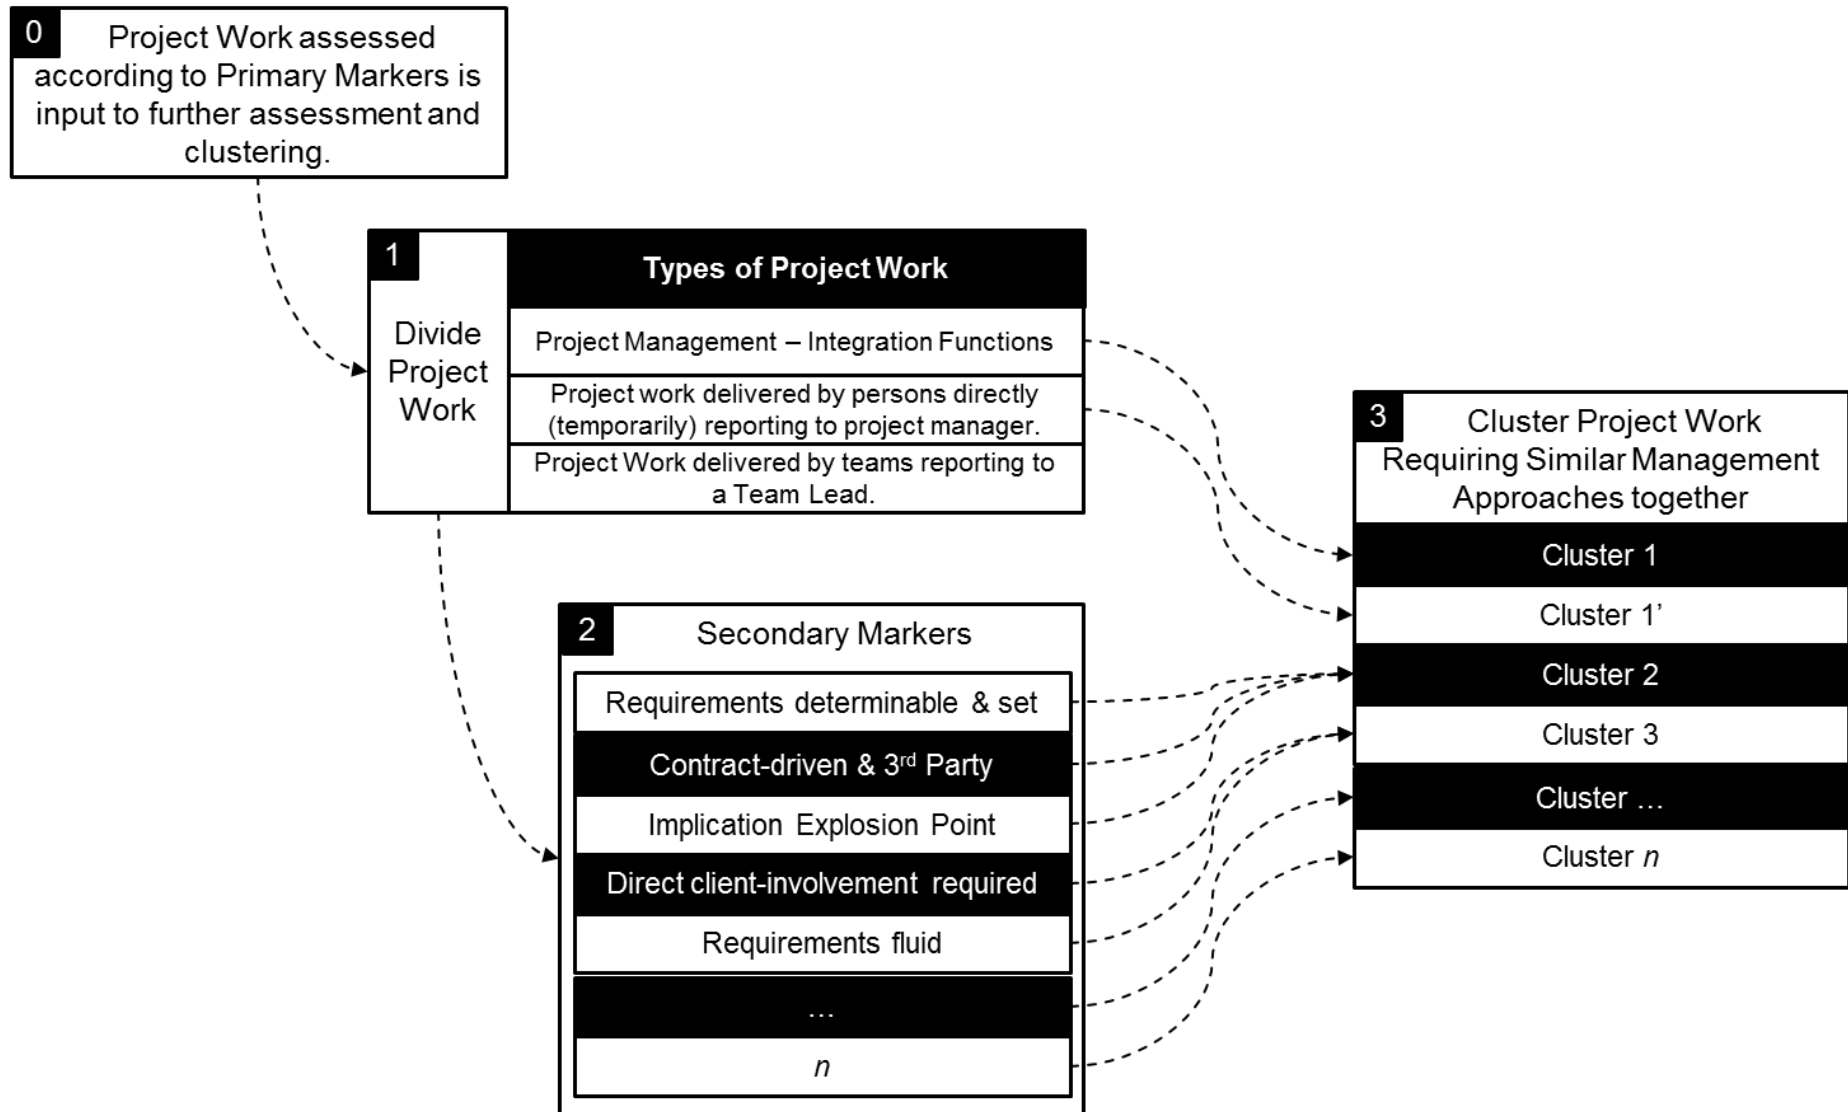 0
Project Work assessed
according to Primary Markers is
input to further assessment and
clustering.
1
Divide
Project
Work
Types of Project Work
Project Management – Integration Functions
Project work delivered by persons directly
(temporarily) reporting to project manager.
Project Work delivered by teams reporting to
a Team Lead.
2
Secondary Markers
Requirements determinable & set
Contract-driven & 3rd Party
Implication Explosion Point
Direct client-involvement required
Requirements fluid
...
n
3
Cluster Project Work
Requiring Similar Management
Approaches together
Cluster 1
Cluster 1’
Cluster 2
Cluster 3
Cluster ...
Cluster n